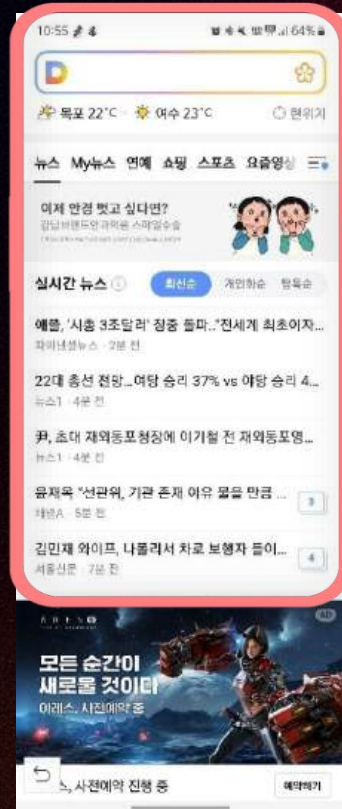 10:55
64%
D
목포 22°C 여수 23°C 현위치
뉴스 My뉴스 연예 쇼핑 스포츠 요즘영상
이제 안경 벗고 싶다면?
강남브랜드안과의원 스마일수술
실시간 뉴스 최신순 개인화순 탐독순
애플, '시총 3조달러' 장중 돌파.."전세계 최초이자...
파이낸셜뉴스 · 2분 전
22대 총선 전망…여당 승리 37% vs 야당 승리 4...
뉴스1 · 4분 전
尹, 초대 재외동포청장에 이기철 전 재외동포영...
뉴스1 · 4분 전
윤재옥 "선관위, 기관 존재 이유 물을 만큼 ... 3
채널A · 5분 전
김민재 와이프, 나폴리서 차로 보행자 들이... 4
서울신문 · 7분 전
AD
모든 순간이
새로울 것이다
아레스, 사전예약 중
스, 사전예약 진행 중
예약하기